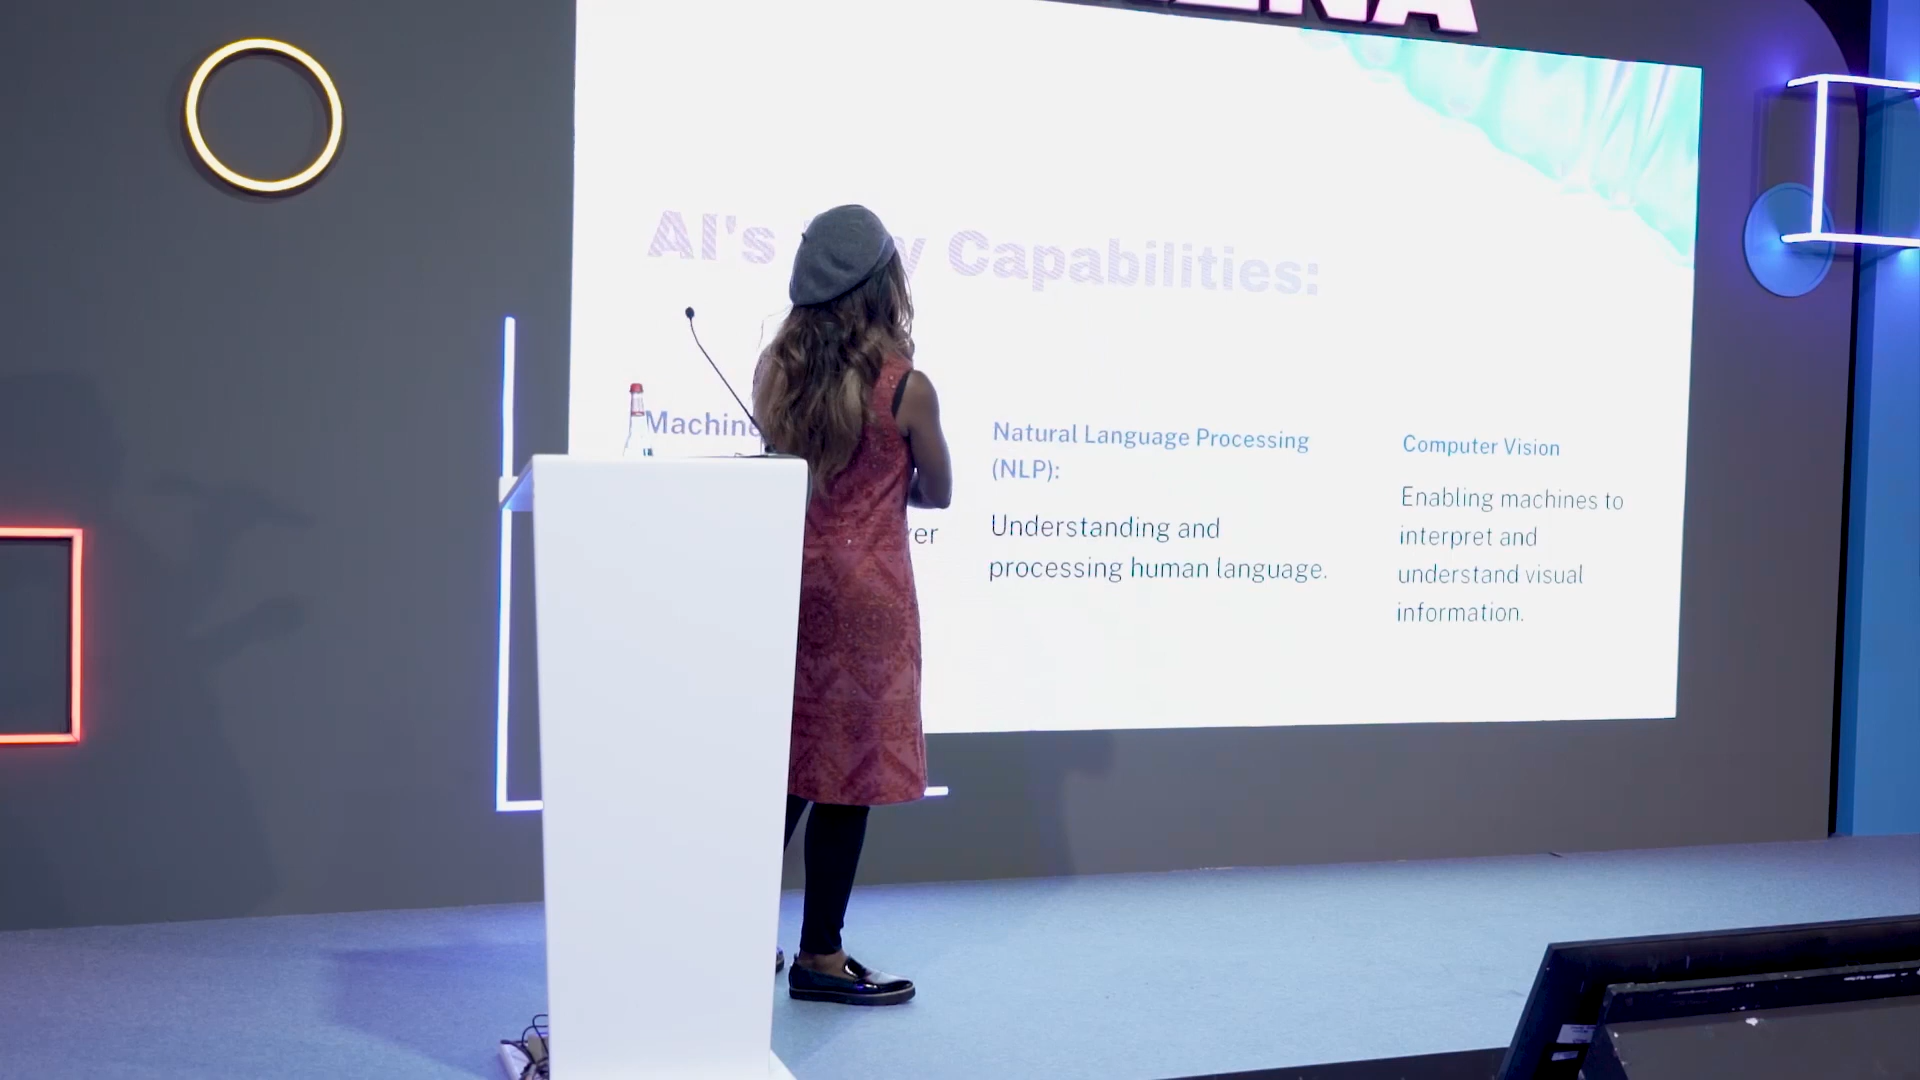 AI's Capabilities:
Machine
Natural Language Processing
(NLP):
Understanding and
processing human language.
Computer Vision
Enabling machines to
interpret and
understand visual
information.